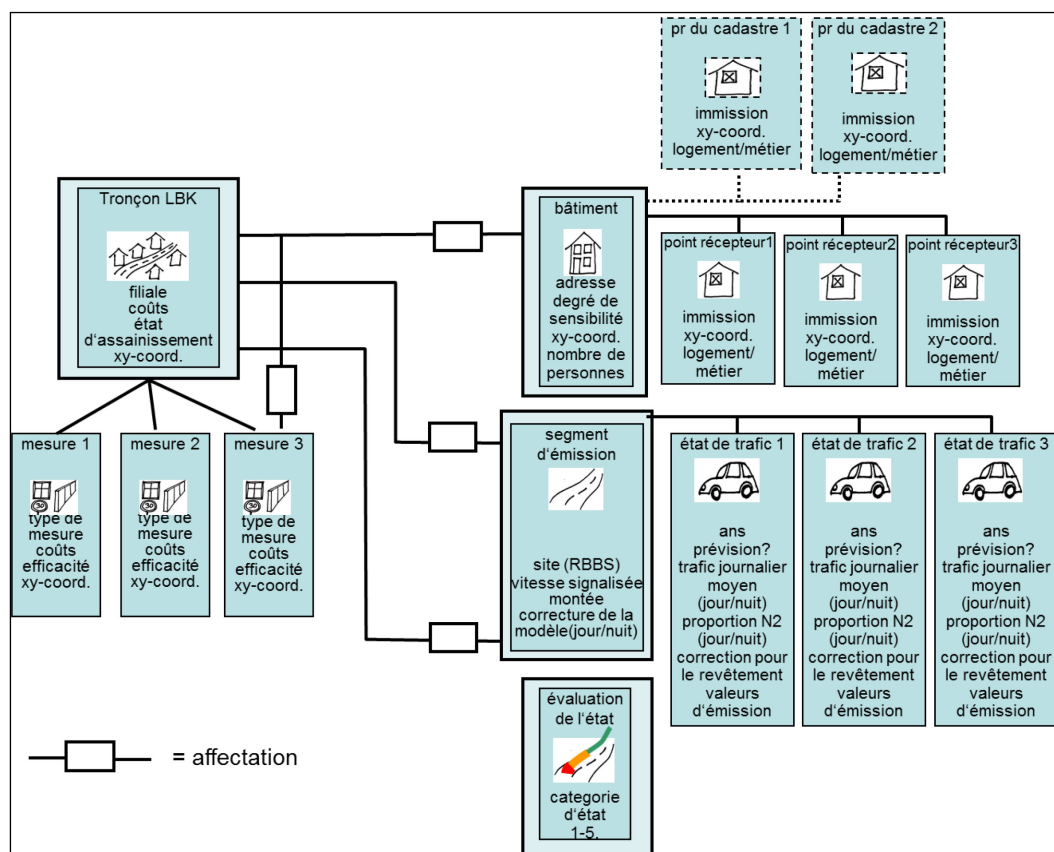 pr du cadastre 1
immission
xy-coord.
logement/métier
pr du cadastre 2
immission
xy-coord.
logement/métier
Tronçon LBK
filiale
coûts
état
d'assainissement
xy-coord.
bâtiment
adresse
degré de
sensibilité
xy-coord.
nombre de
personnes
point récepteur1
immission
xy-coord.
logement/
métier
point récepteur2
immission
xy-coord.
logement/
métier
point récepteur3
immission
xy-coord.
logement/
métier
mesure 1
30
type de
mesure
coûts
efficacité
xy-coord.
mesure 2
30
type de
mesure
coûts
efficacité
xy-coord.
mesure 3
30
type de
mesure
coûts
efficacité
xy-coord.
segment
d'émission
site (RBBS)
vitesse signalisée
montée
correcture de la
modèle(jour/nuit)
état de trafic 1
ans
prévision?
trafic journalier
moyen
(jour/nuit)
proportion N2
(jour/nuit)
correction pour
le revêtement
valeurs
d'émission
état de trafic 2
ans
prévision?
trafic journalier
moyen
(jour/nuit)
proportion N2
(jour/nuit)
correction pour
le revêtement
valeurs
d'émission
état de trafic 3
ans
prévision?
trafic journalier
moyen
(jour/nuit)
proportion N2
(jour/nuit)
correction pour
le revêtement
valeurs
d'émission
évaluation
de l'état
categorie
d'état
1-5.
= affectation